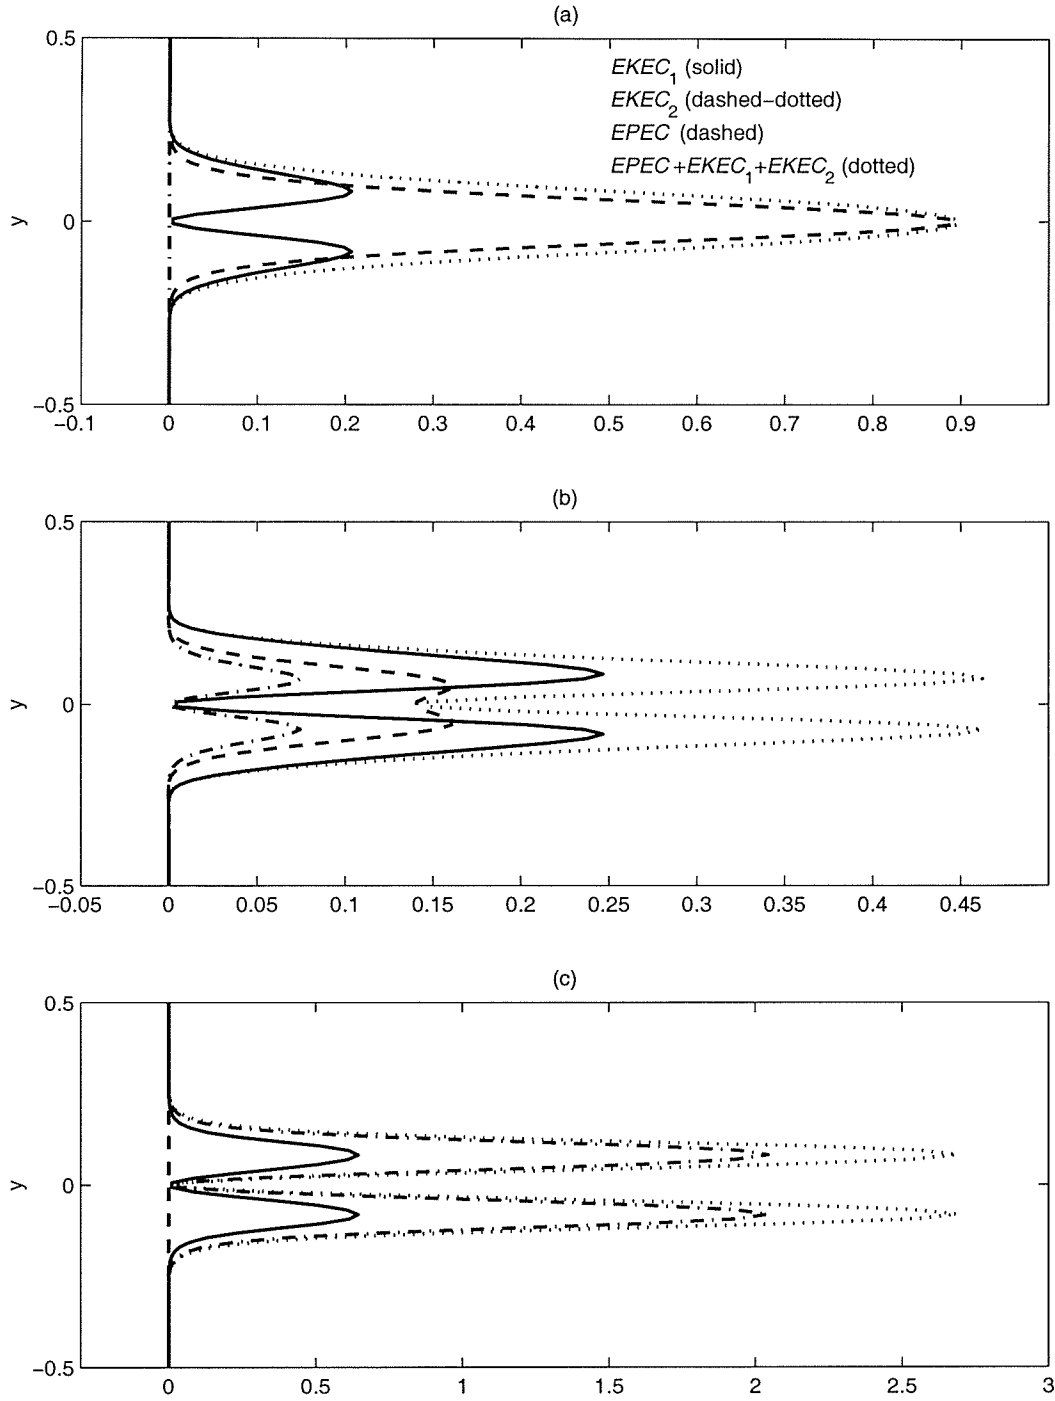 (a)
0.5
EKEC1 (solid)
EKEC2 (dashed-dotted)
EPEC (dashed)
EPEC+EKEC1+EKEC2 (dotted)
y
0
−0.5
−0.1 0 0.1 0.2 0.3 0.4 0.5 0.6 0.7 0.8 0.9
(b)
0.5
y
0
−0.5
−0.05 0 0.05 0.1 0.15 0.2 0.25 0.3 0.35 0.4 0.45
(c)
0.5
y
0
−0.5
0 0.5 1 1.5 2 2.5 3